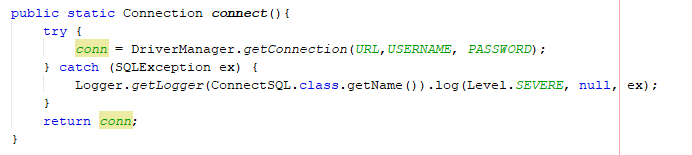 public static Connection connect(){
try {
conn = DriverManager.getConnection(URL,USERNAME, PASSWORD);
} catch (SQLException ex) {
Logger.getLogger(ConnectSQL.class.getName()).log(Level.SEVERE, null, ex);
}
return conn;
}